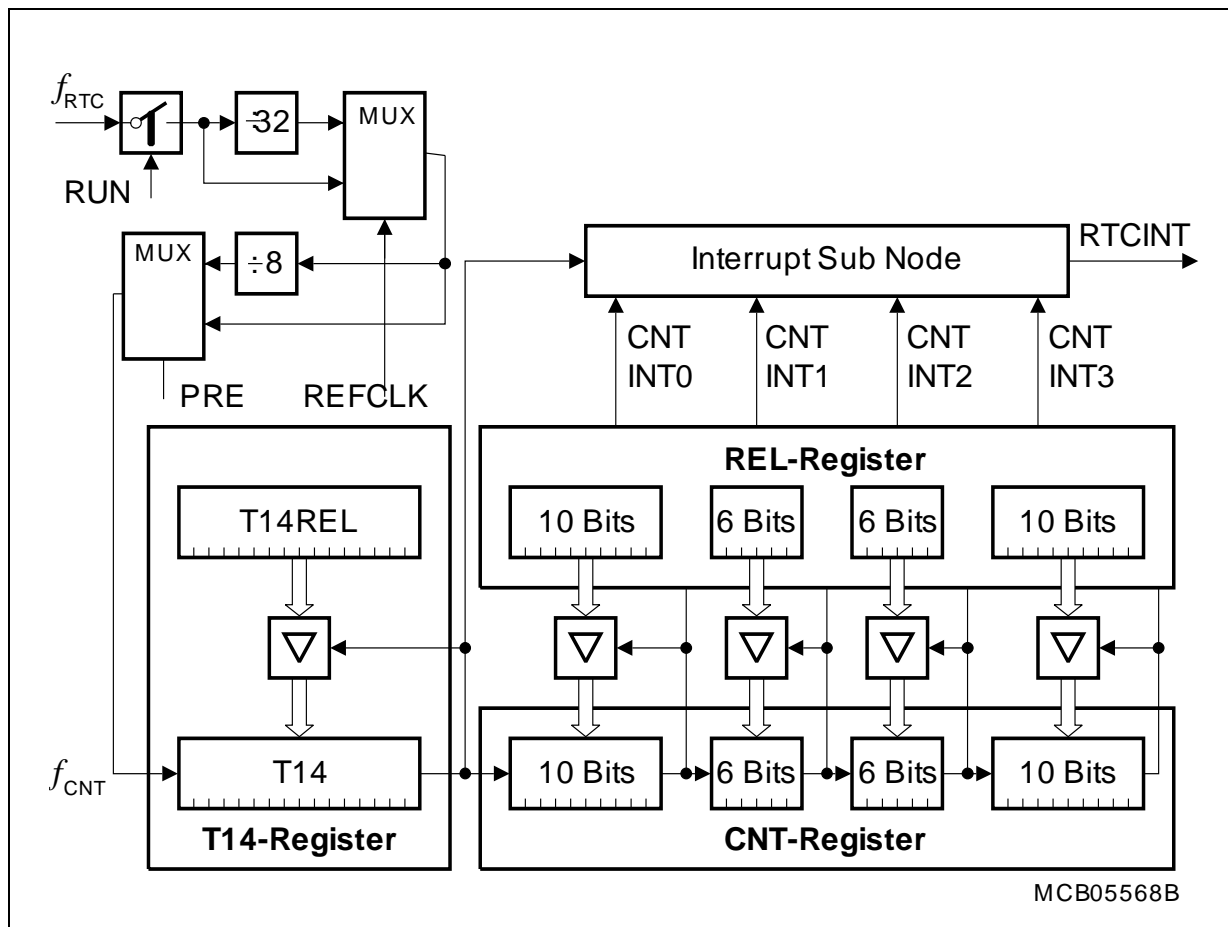 fRTC
÷32
MUX
RUN
MUX
÷8
Interrupt Sub Node
RTCINT
CNT
INT0
CNT
INT1
CNT
INT2
CNT
INT3
PRE
REFCLK
REL-Register
T14REL
10 Bits
6 Bits
6 Bits
10 Bits
fCNT
T14
10 Bits
6 Bits
6 Bits
10 Bits
T14-Register
CNT-Register
MCB05568B